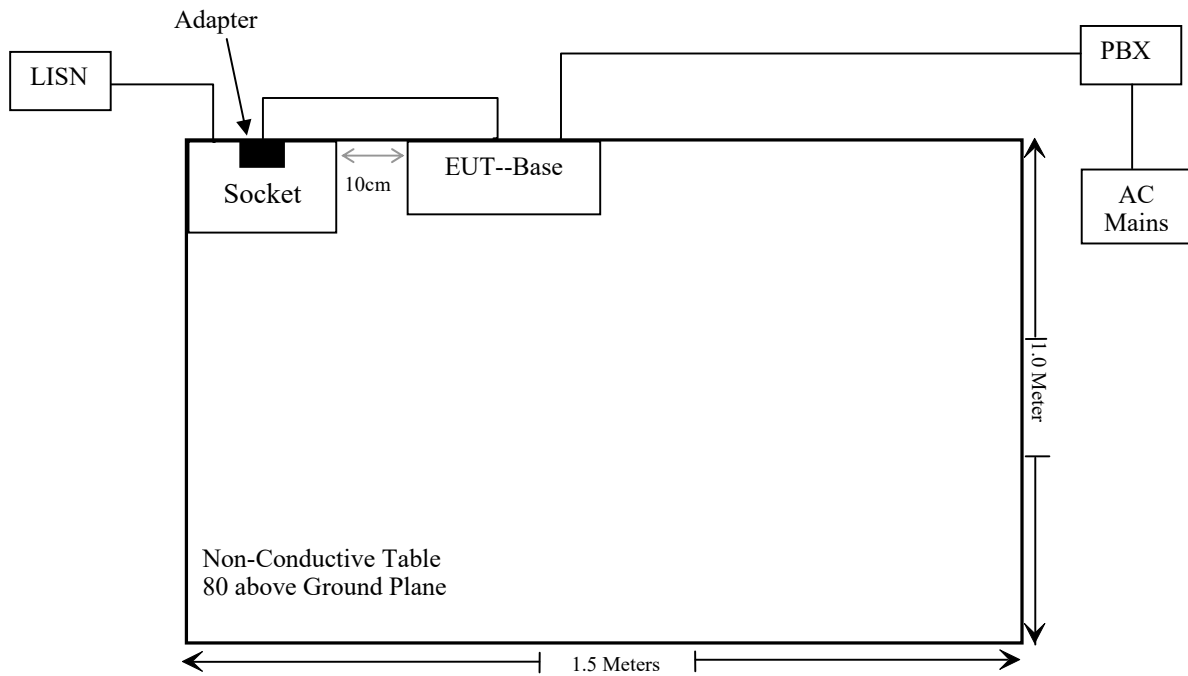 Adapter
LISN
PBX
Socket
10cm
EUT--Base
AC
Mains
1.0 Meter
Non-Conductive Table
80 above Ground Plane
1.5 Meters